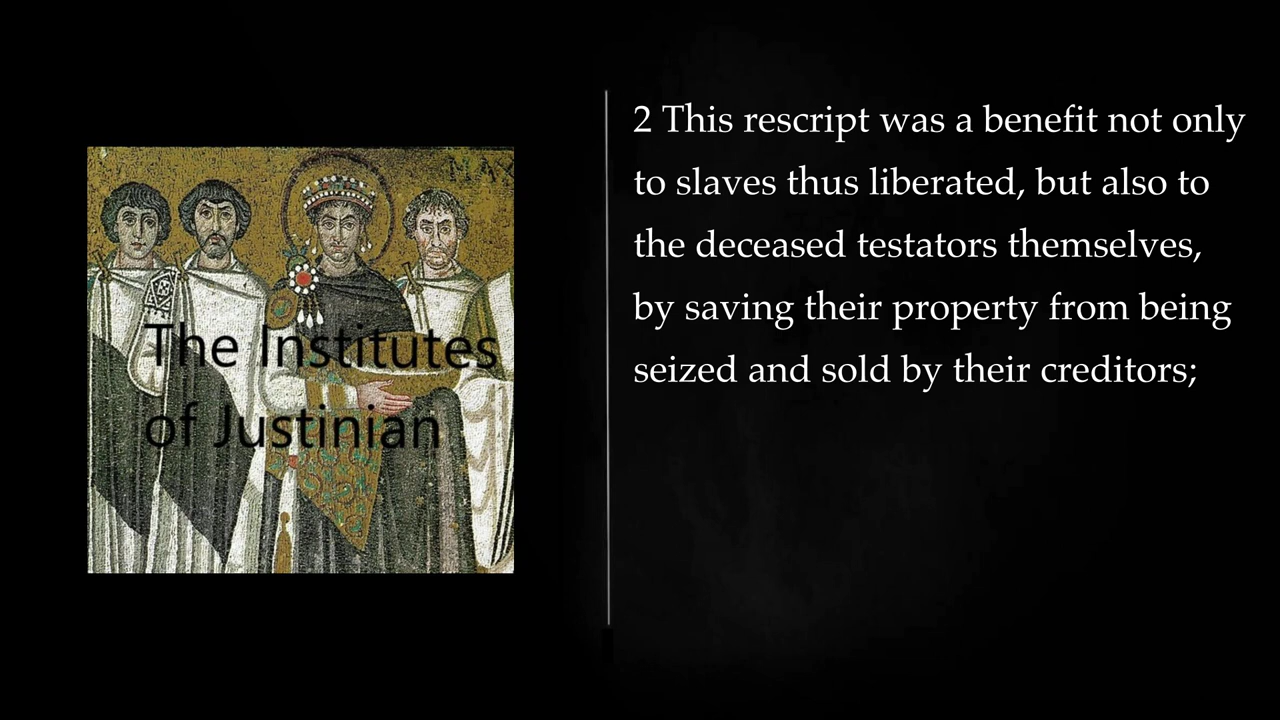 The Institutes
of Justinian
2 This rescript was a benefit not only
to slaves thus liberated, but also to
the deceased testators themselves,
by saving their property from being
seized and sold by their creditors;